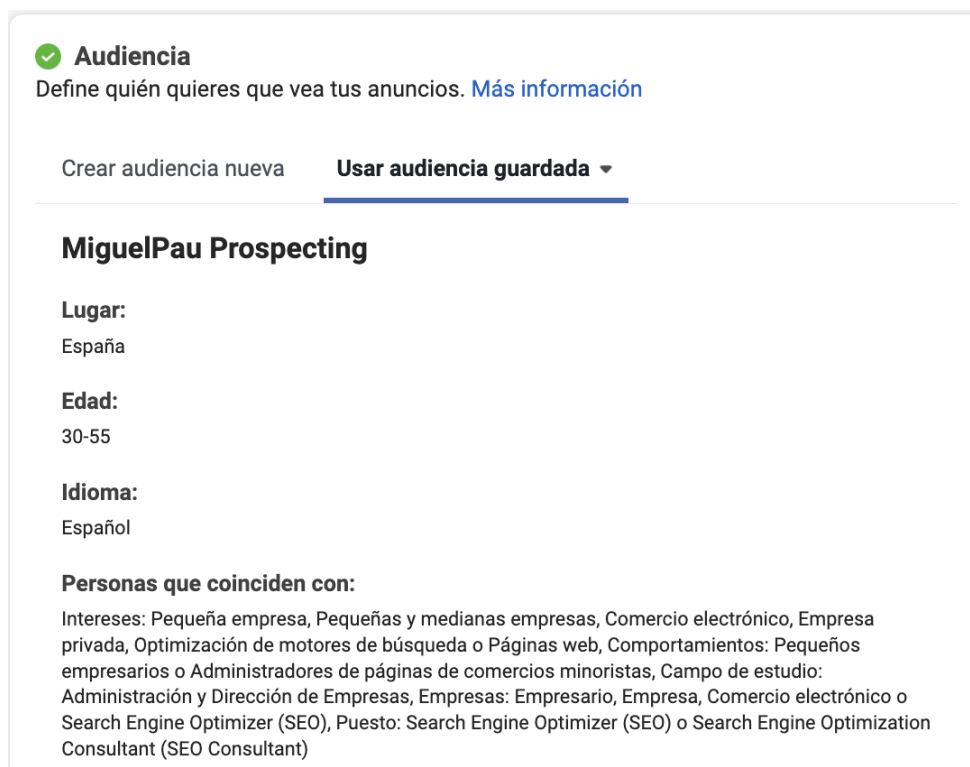 Audiencia
Define quién quieres que vea tus anuncios. Más información
Crear audiencia nueva
Usar audiencia guardada
MiguelPau Prospecting
Lugar:
España
Edad:
30-55
Idioma:
Español
Personas que coinciden con:
Intereses: Pequeña empresa, Pequeñas y medianas empresas, Comercio electrónico, Empresa
privada, Optimización de motores de búsqueda o Páginas web, Comportamientos: Pequeños
empresarios o Administradores de páginas de comercios minoristas, Campo de estudio:
Administración y Dirección de Empresas, Empresas: Empresario, Empresa, Comercio electrónico o
Search Engine Optimizer (SEO), Puesto: Search Engine Optimizer (SEO) o Search Engine Optimization
Consultant (SEO Consultant)